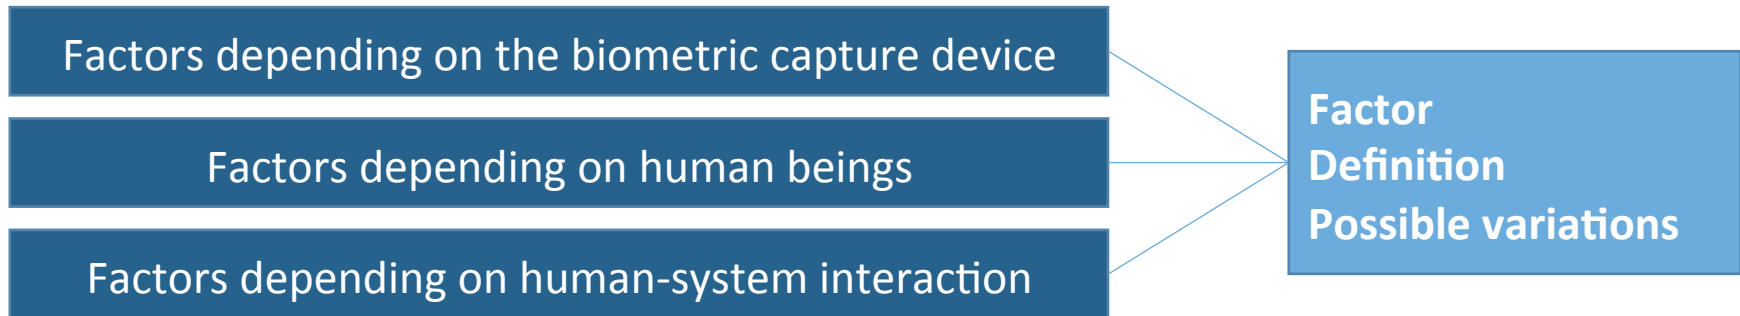 Factors depending on the biometric capture device
Factors depending on human beings
Factors depending on human-system interaction
Factor
Definition
Possible variations